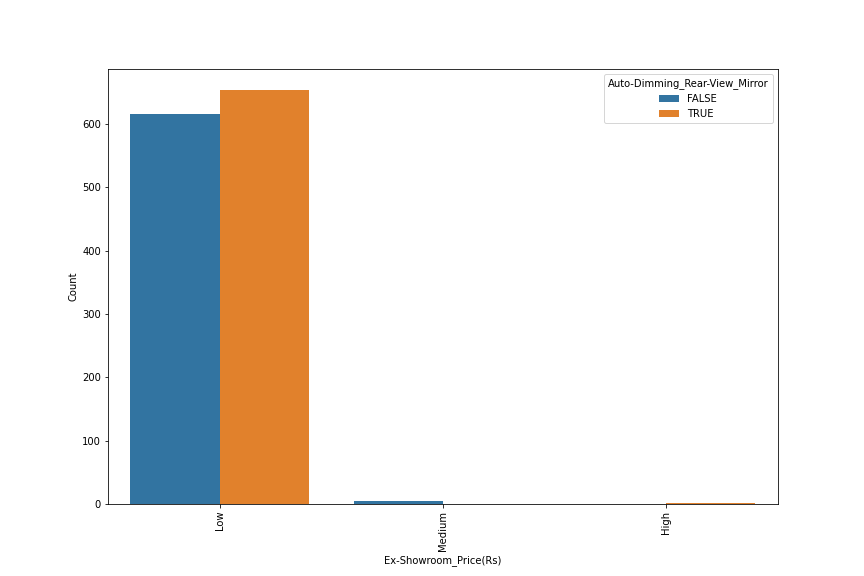 Auto-Dimming_Rear-View_Mirror
FALSE
TRUE
600
500
400
300
200
100
0
Count
Low
Medium
High
Ex-Showroom_Price(Rs)